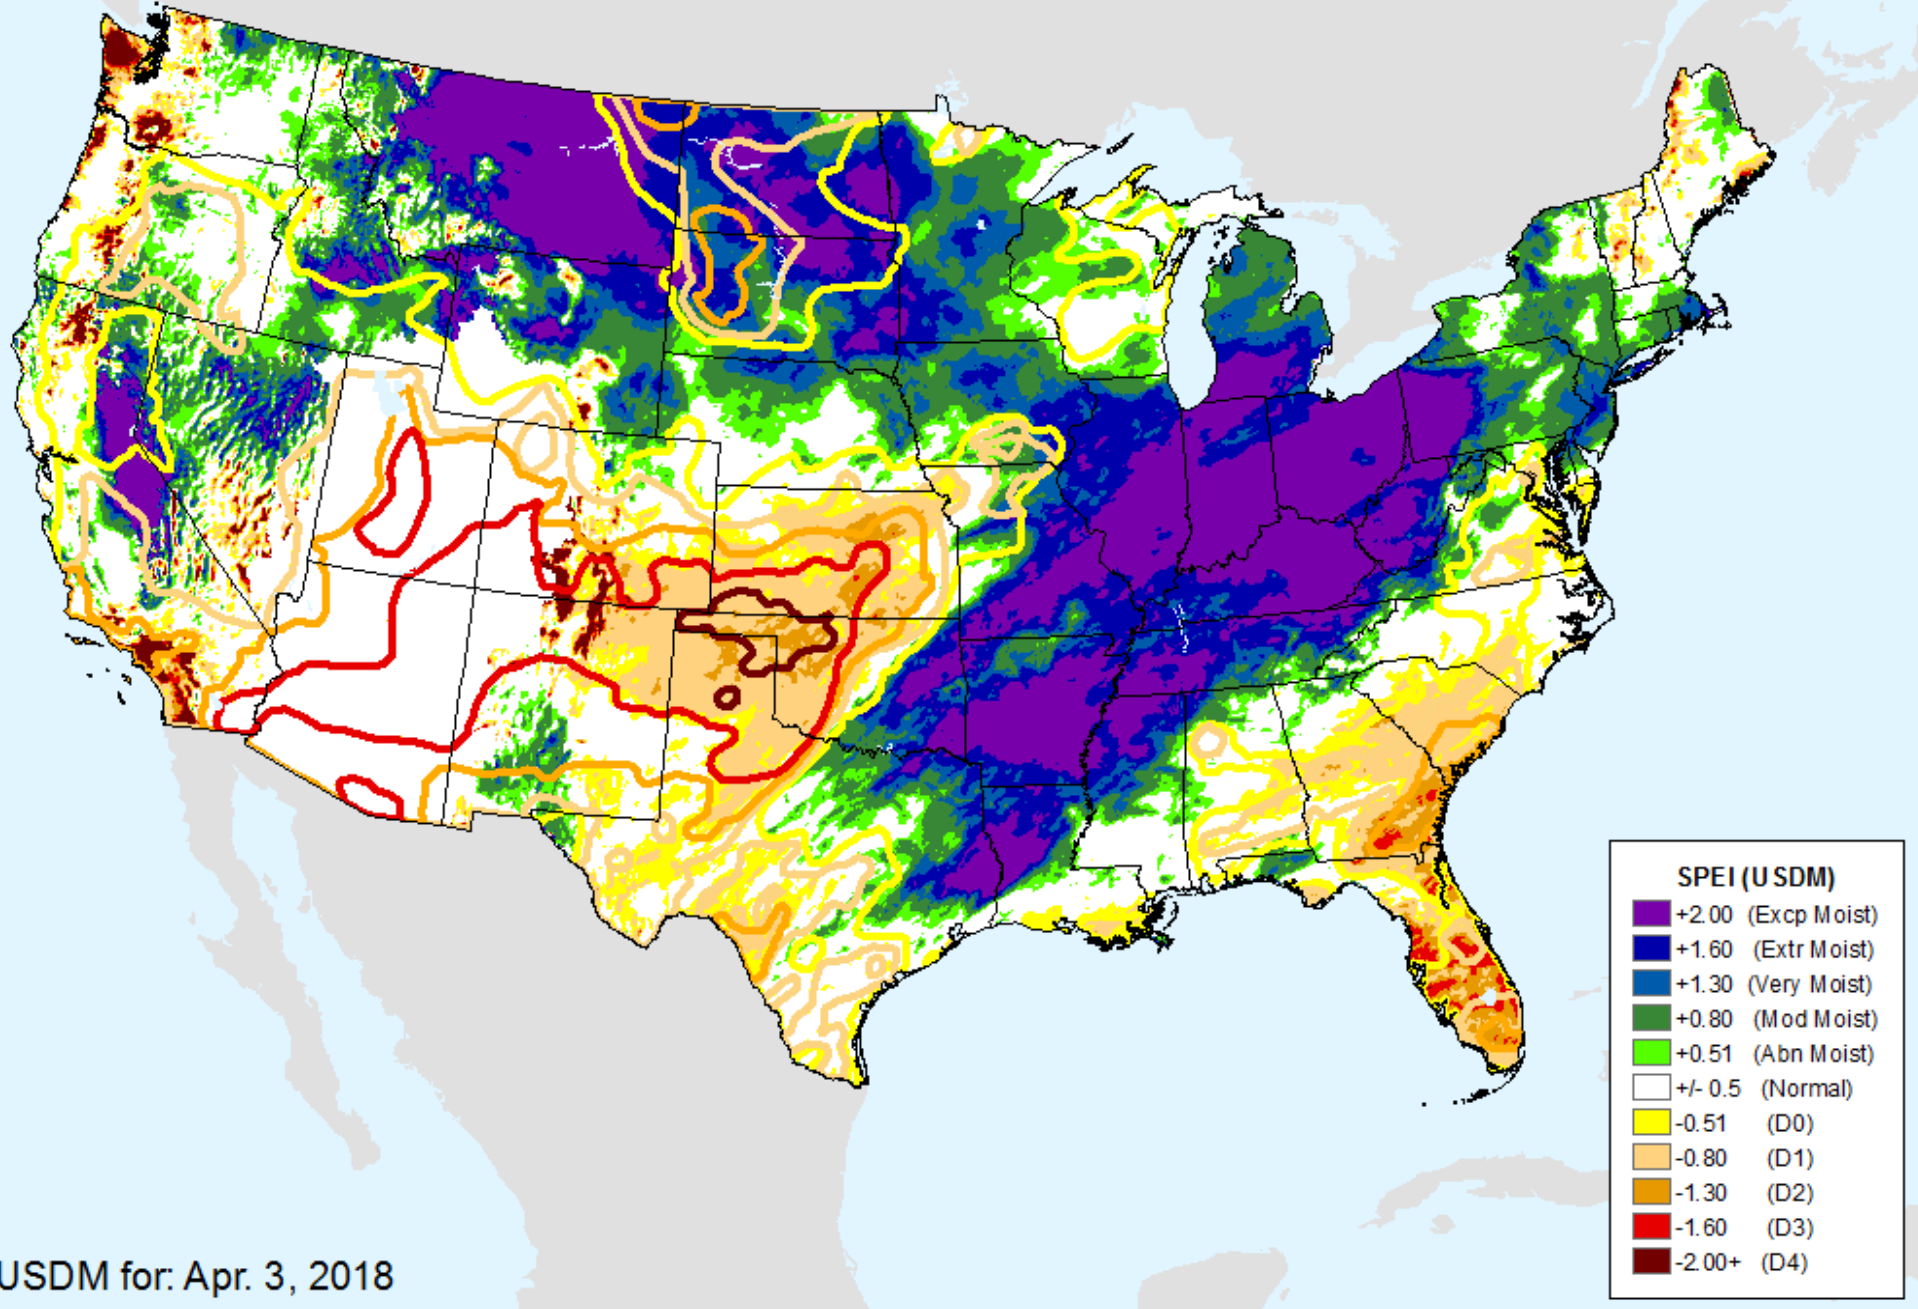 SPEI (USDM)
+2.00 (Excp Moist)
+1.60 (Extr Moist)
+1.30 (Very Moist)
+0.80 (Mod Moist)
+0.51 (Abn Moist)
+/- 0.5 (Normal)
-0.51 (D0)
-0.80 (D1)
-1.30 (D2)
-1.60 (D3)
-2.00+ (D4)
USDM for: Apr. 3, 2018